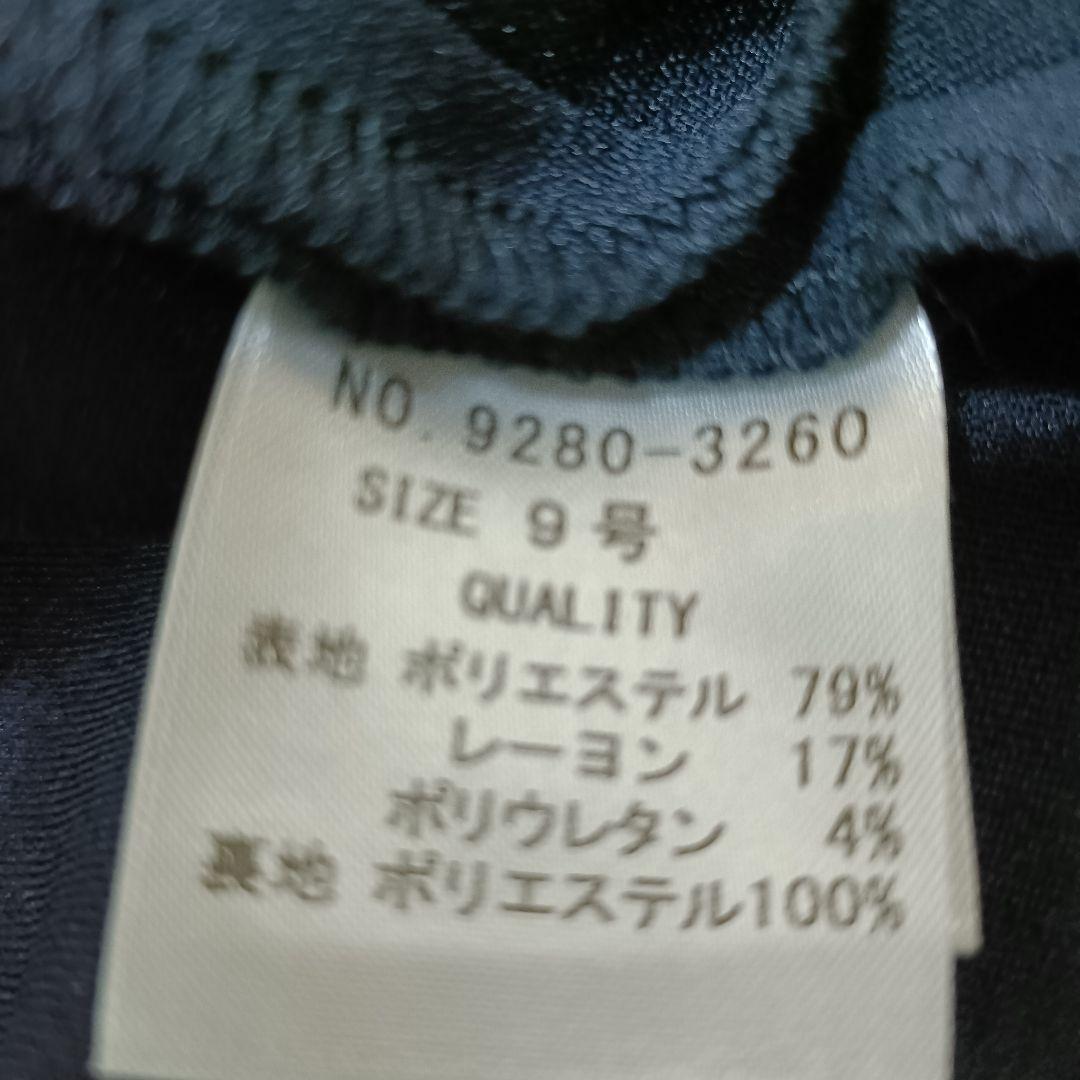 NO. 9280-3260
SIZE 9号
QUALITY
表地 ポリエステル 79%
レーヨン 17%
ポリウレタン 4%
裏地 ポリエステル100%